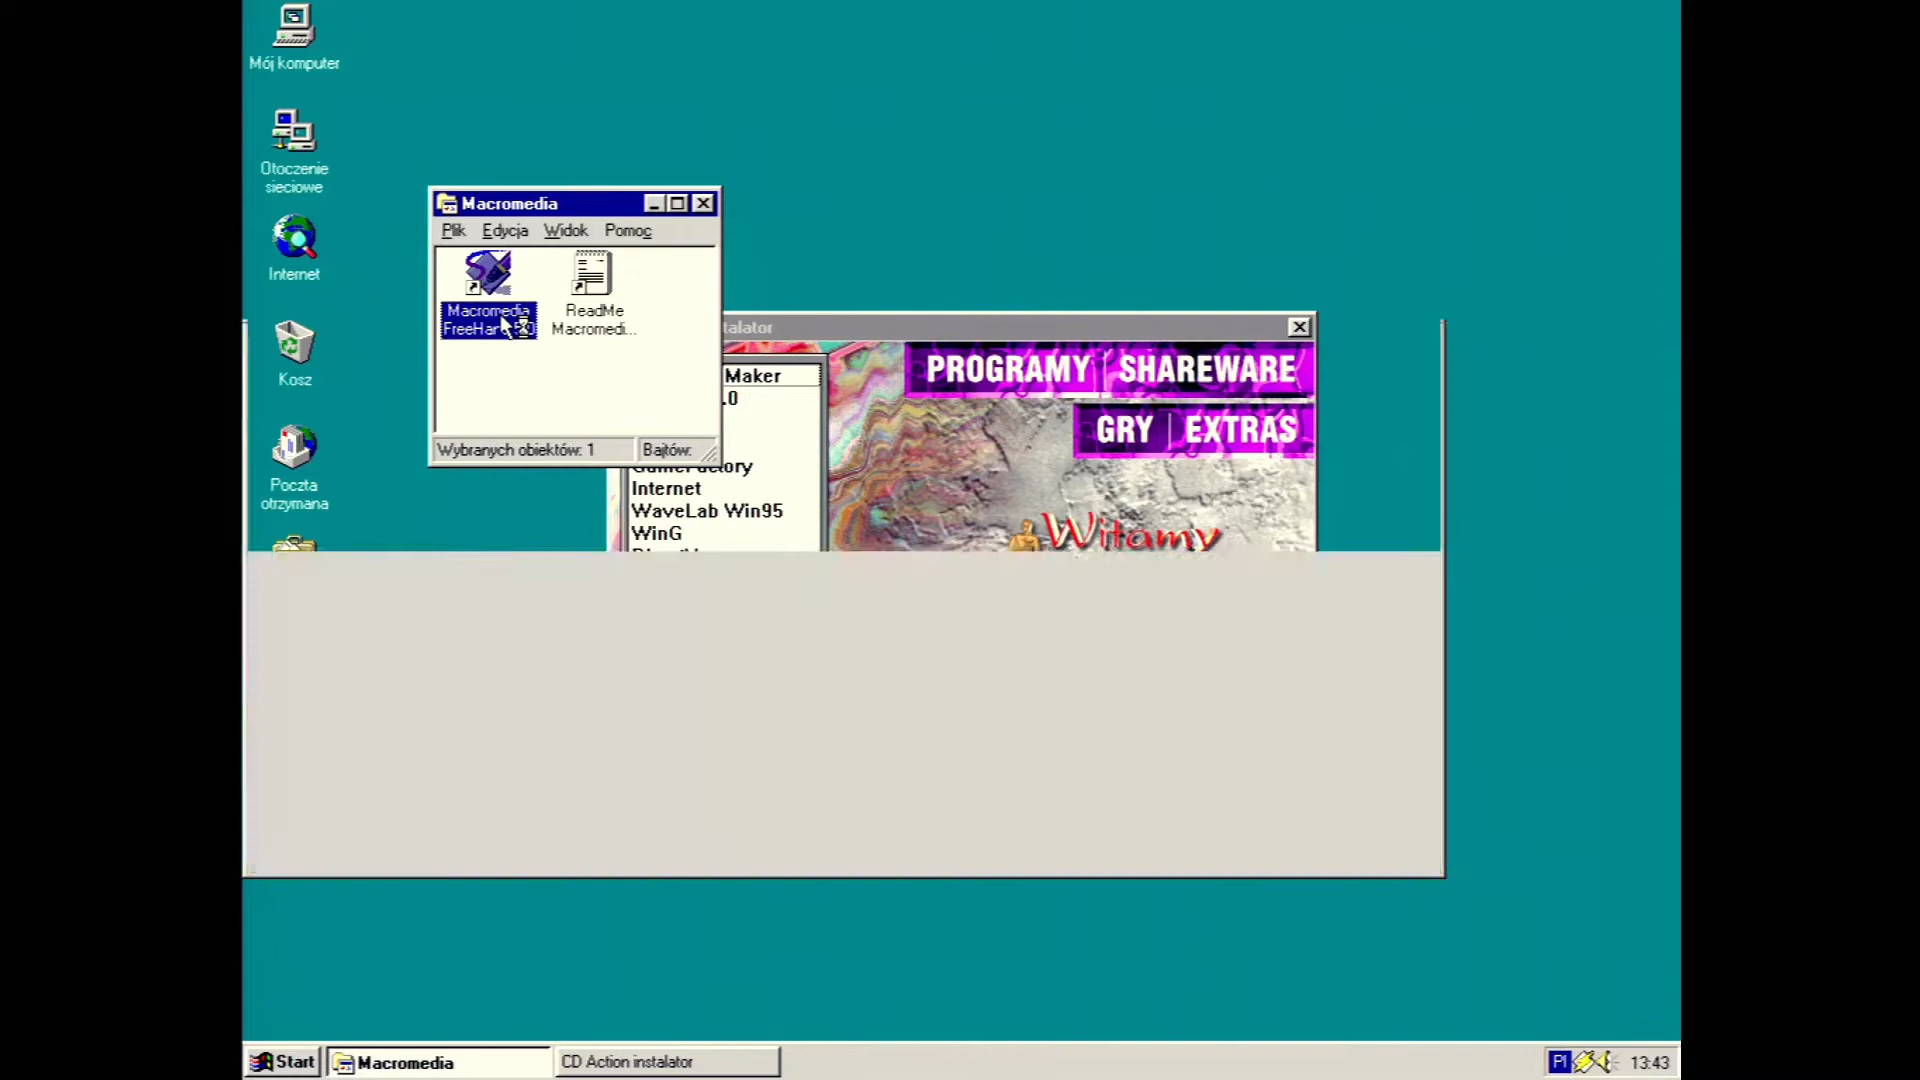 Mój komputer
Otoczenie
sieciowe
Internet
Kosz
Poczta
otrzymana
Macromedia
Plik Edycja Widok Pomoc
Macromedia
ReadMe
Macromedi...
Wybranych obiektów: 1
Bajtów:
talator
Maker
.0
GameFactory
Internet
WaveLab Win95
WinG
PROGRAMY SHAREWARE
GRY EXTRAS
Witamy
Start
Macromedia
CD Action instalator
Pl
13:43